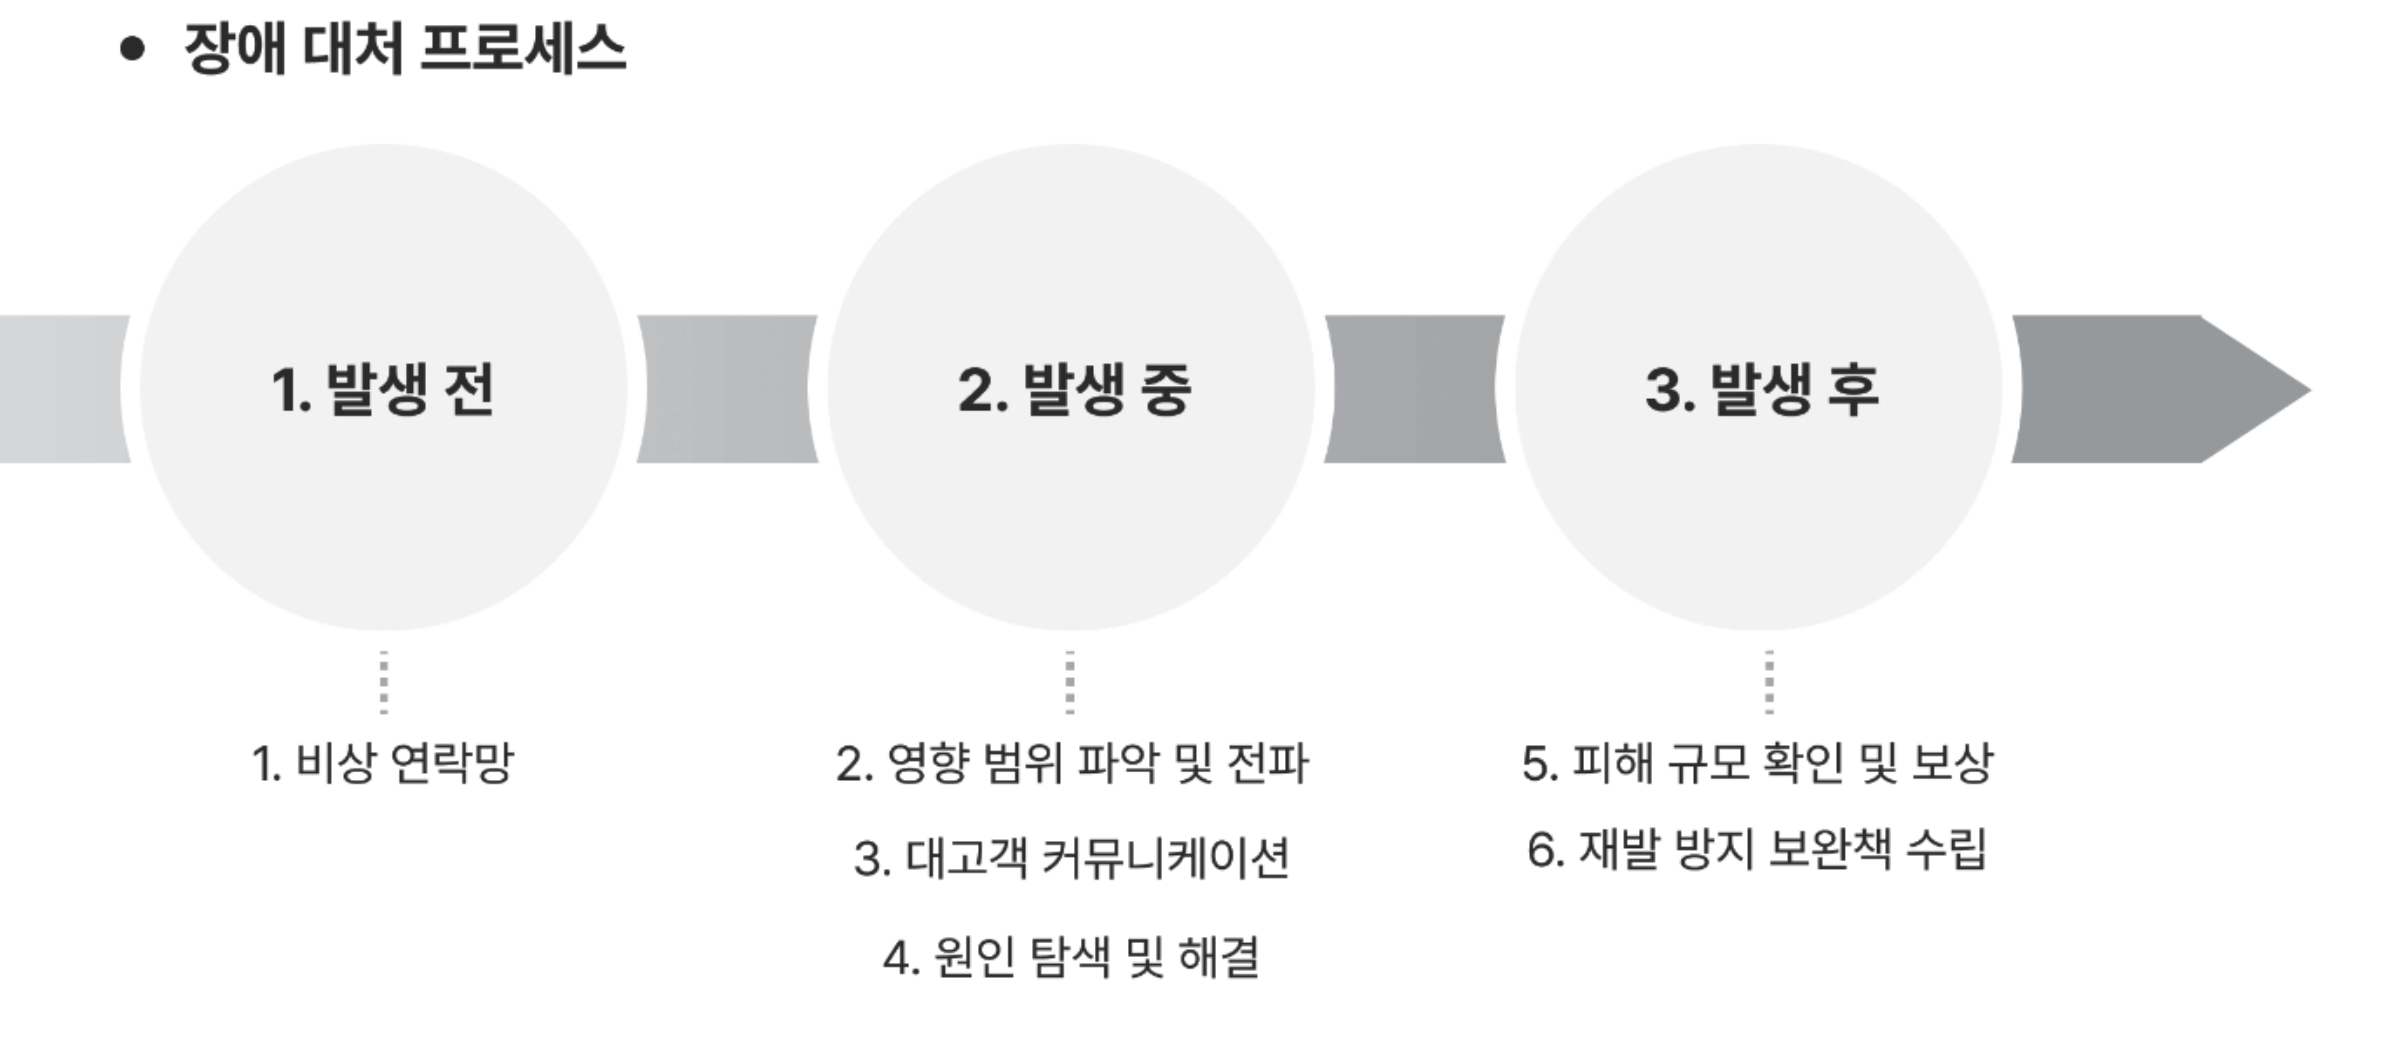 • 장애 대처 프로세스
1. 발생 전
2. 발생 중
3. 발생 후
1. 비상 연락망
2. 영향 범위 파악 및 전파
3. 대고객 커뮤니케이션
4. 원인 탐색 및 해결
5. 피해 규모 확인 및 보상
6. 재발 방지 보완책 수립